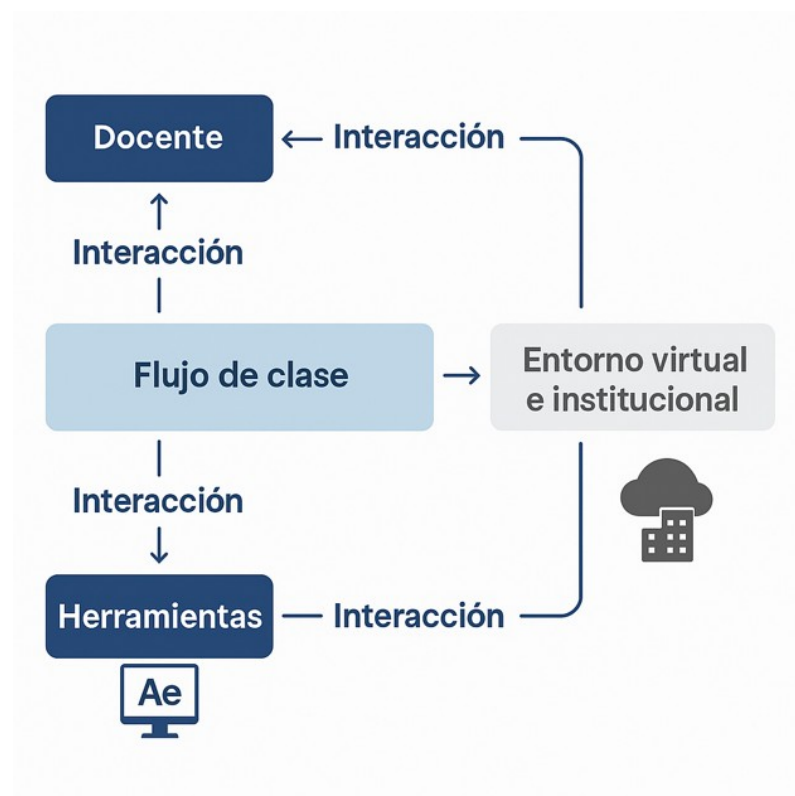 Docente
Interacción
Interacción
Flujo de clase
Entorno virtual
e institucional
Interacción
Herramientas
Interacción
Ae